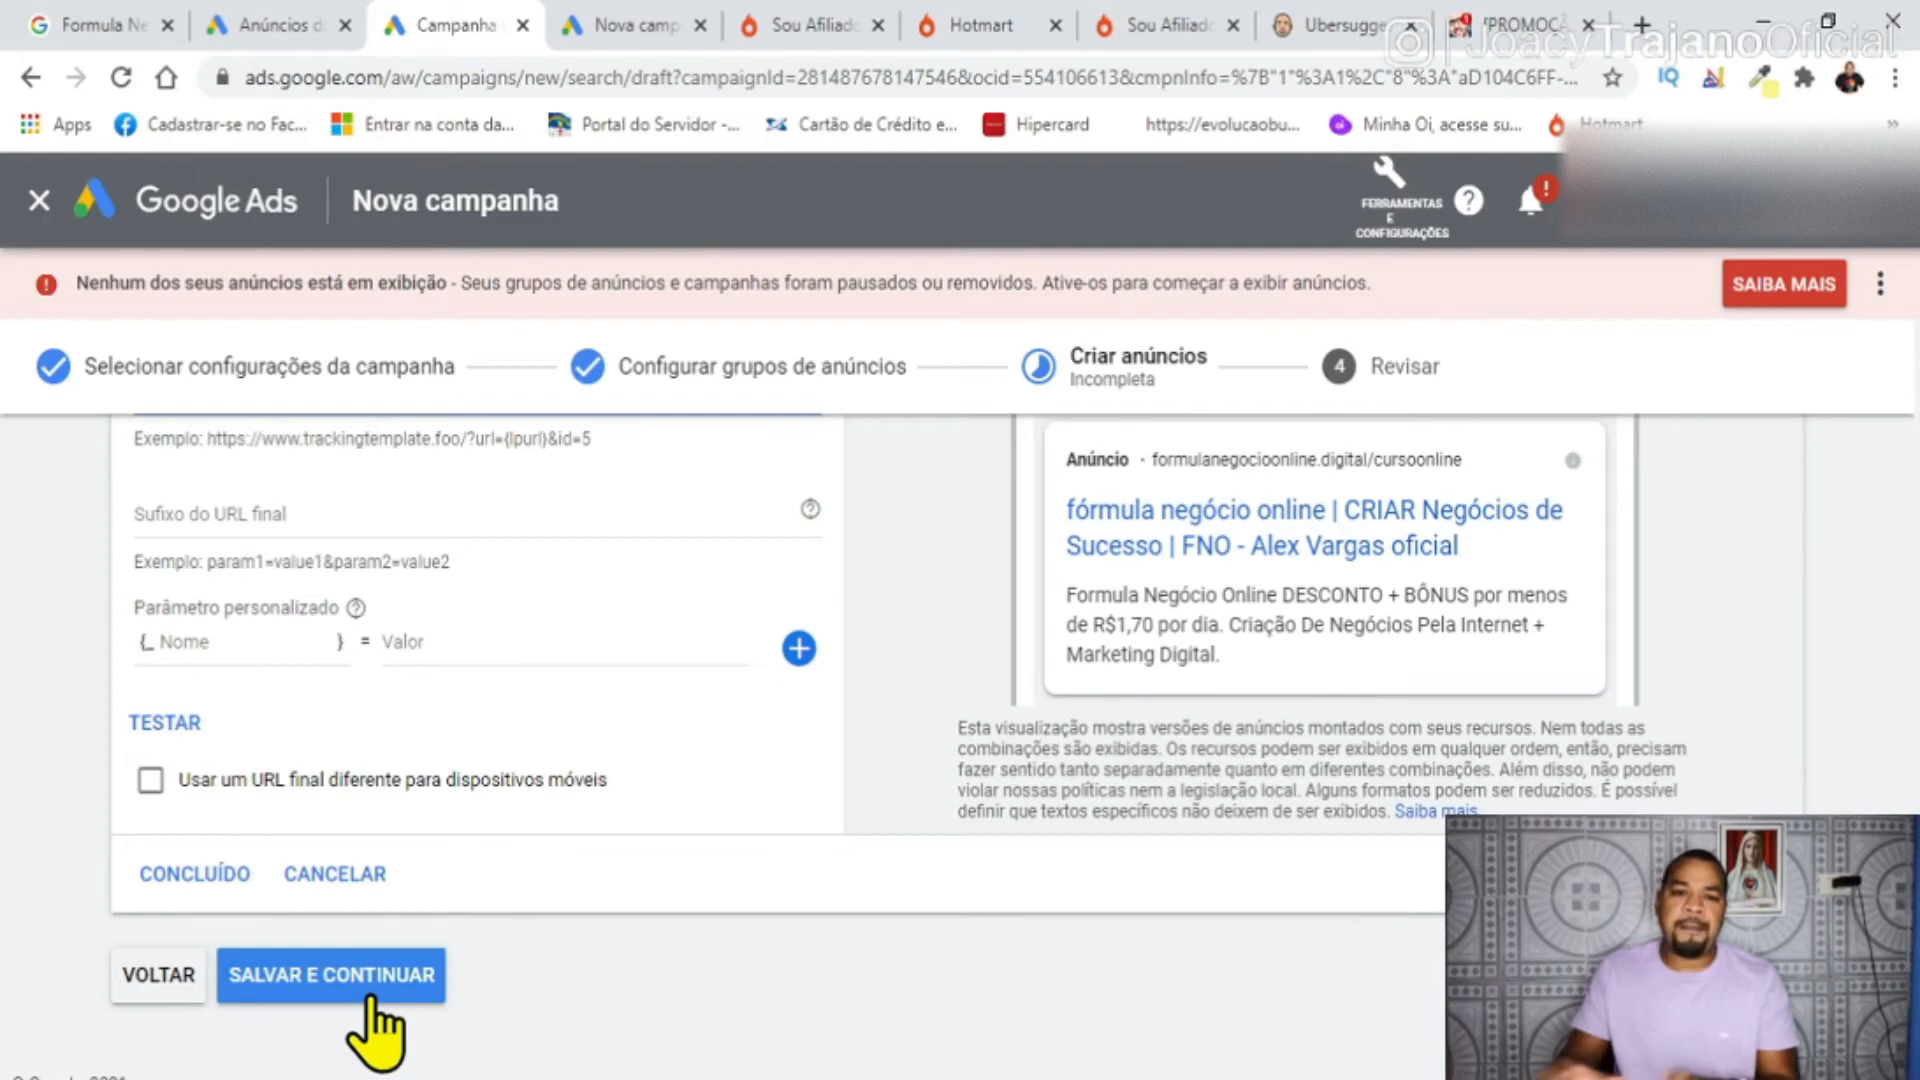 Formula Ne
Anúncios d
Campanha
Nova camp
Sou Afiliado
Hotmart
Sou Afiliado
Ubersugge
PROMOÇÃ
JoacyTrajanoOficial
ads.google.com/aw/campaigns/new/search/draft?campaignId=281487678147546&ocid=554106613&cmpnInfo=%7B"1"%3A1%2C"8"%3A"aD104C6FF-...
Apps
Cadastrar-se no Fac...
Entrar na conta da...
Portal do Servidor -...
Cartão de Crédito e...
Hipercard
https://evolucaobu...
Minha Oi, acesse su...
Hotmart
Google Ads
Nova campanha
FERRAMENTAS
E
CONFIGURAÇÕES
Nenhum dos seus anúncios está em exibição - Seus grupos de anúncios e campanhas foram pausados ou removidos. Ative-os para começar a exibir anúncios.
SAIBA MAIS
Selecionar configurações da campanha
Configurar grupos de anúncios
Criar anúncios
Incompleta
4 Revisar
Exemplo: https://www.trackingtemplate.foo/?url={lpurl}&id=5
Sufixo do URL final
Exemplo: param1=value1&param2=value2
Parâmetro personalizado
{_ Nome } = Valor
TESTAR
Usar um URL final diferente para dispositivos móveis
CONCLUÍDO CANCELAR
VOLTAR SALVAR E CONTINUAR
Anúncio · formulanegocioonline.digital/cursoonline
fórmula negócio online | CRIAR Negócios de
Sucesso | FNO - Alex Vargas oficial
Formula Negócio Online DESCONTO + BÔNUS por menos
de R$1,70 por dia. Criação De Negócios Pela Internet +
Marketing Digital.
Esta visualização mostra versões de anúncios montados com seus recursos. Nem todas as
combinações são exibidas. Os recursos podem ser exibidos em qualquer ordem, então, precisam
fazer sentido tanto separadamente quanto em diferentes combinações. Além disso, não podem
violar nossas políticas nem a legislação local. Alguns formatos podem ser reduzidos. É possível
definir que textos específicos não deixem de ser exibidos. Saiba mais